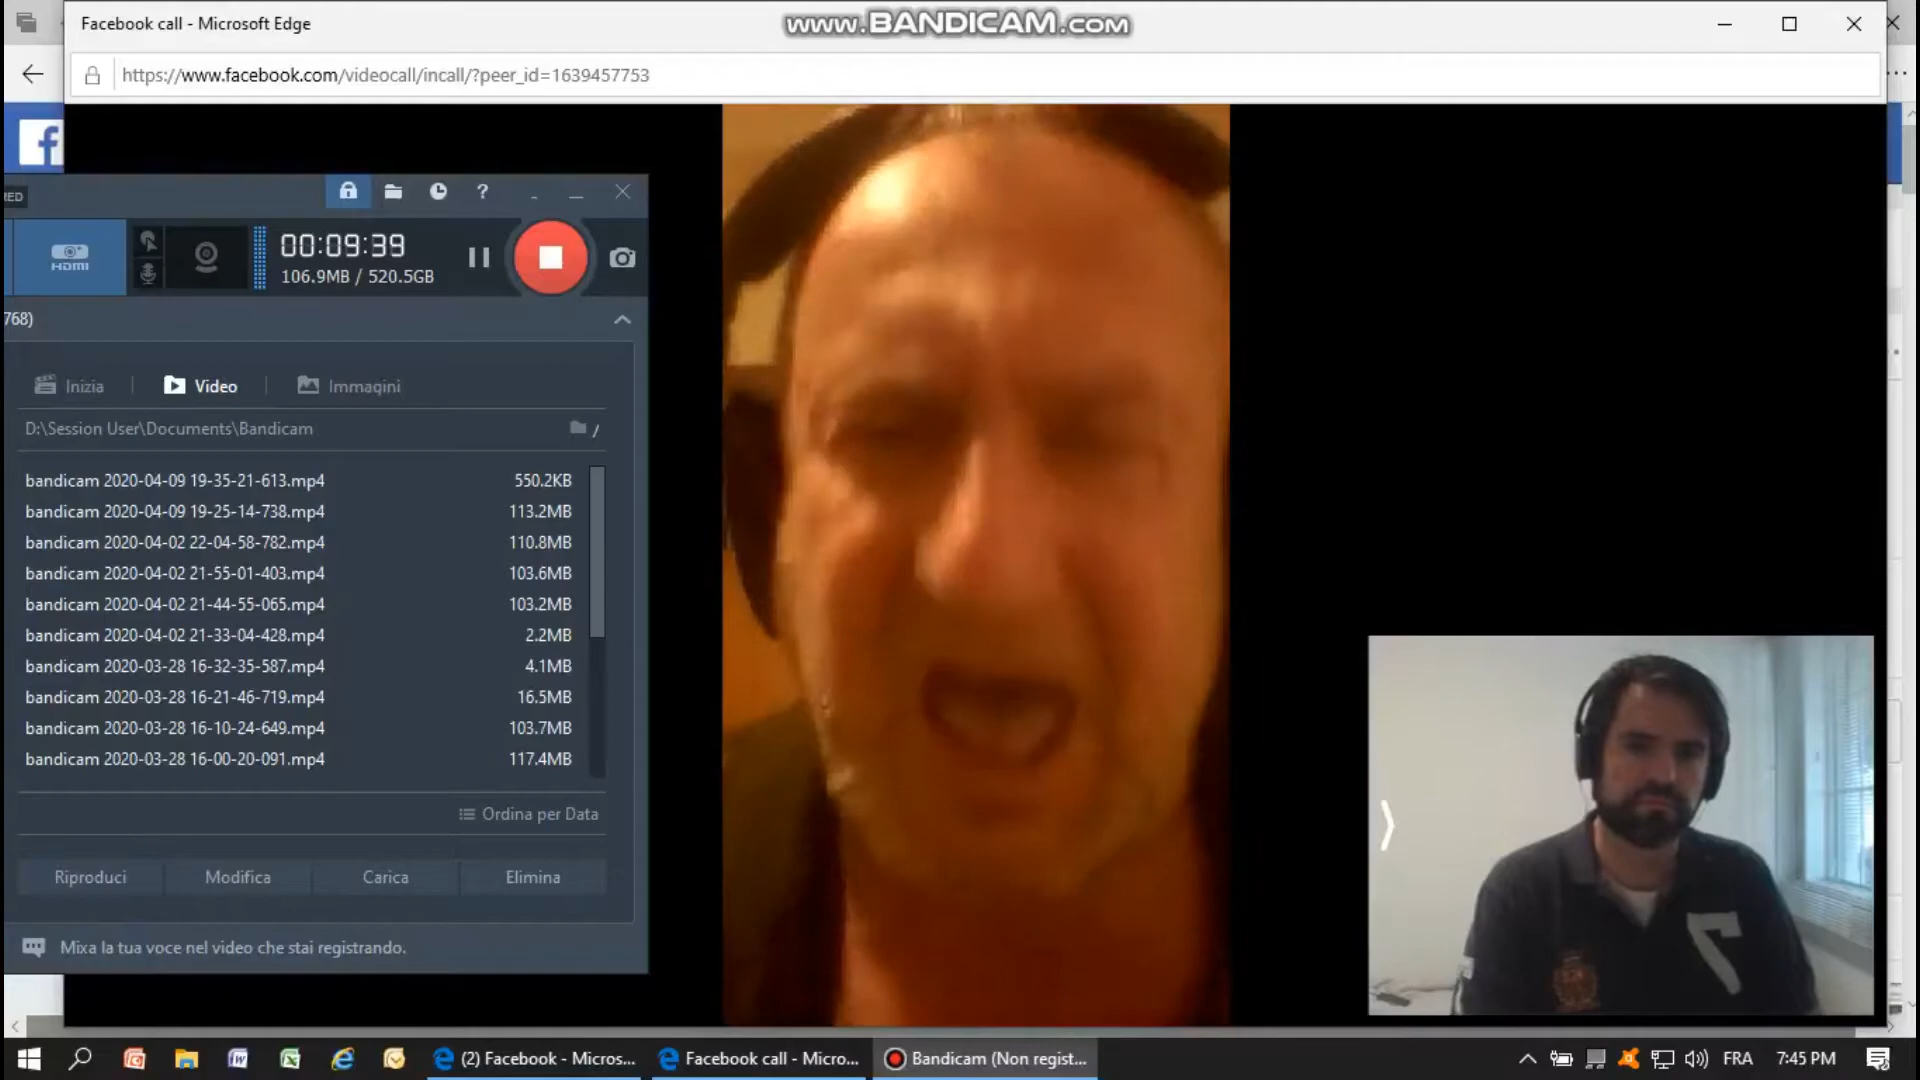 Facebook call - Microsoft Edge
www.BANDICAM.com
https://www.facebook.com/videocall/incall/?peer_id=1639457753
RED
HDMI
00:09:39
106.9MB / 520.5GB
768)
Inizia
Video
Immagini
D:\Session User\Documents\Bandicam
/
bandicam 2020-04-09 19-35-21-613.mp4 550.2KB
bandicam 2020-04-09 19-25-14-738.mp4 113.2MB
bandicam 2020-04-02 22-04-58-782.mp4 110.8MB
bandicam 2020-04-02 21-55-01-403.mp4 103.6MB
bandicam 2020-04-02 21-44-55-065.mp4 103.2MB
bandicam 2020-04-02 21-33-04-428.mp4 2.2MB
bandicam 2020-03-28 16-32-35-587.mp4 4.1MB
bandicam 2020-03-28 16-21-46-719.mp4 16.5MB
bandicam 2020-03-28 16-10-24-649.mp4 103.7MB
bandicam 2020-03-28 16-00-20-091.mp4 117.4MB
Ordina per Data
Riproduci
Modifica
Carica
Elimina
Mixa la tua voce nel video che stai registrando.
(2) Facebook - Micros...
Facebook call - Micro...
Bandicam (Non regist...
FRA
7:45 PM